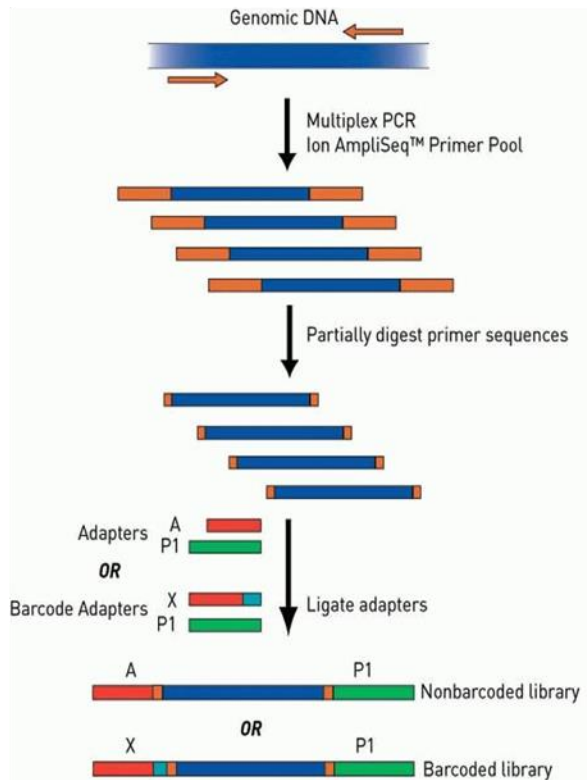 Genomic DNA
Multiplex PCR
Ion AmpliSeq™ Primer Pool
Partially digest primer sequences
Adapters
A
P1
OR
Barcode Adapters
X
P1
Ligate adapters
A
P1
Nonbarcoded library
OR
X
P1
Barcoded library